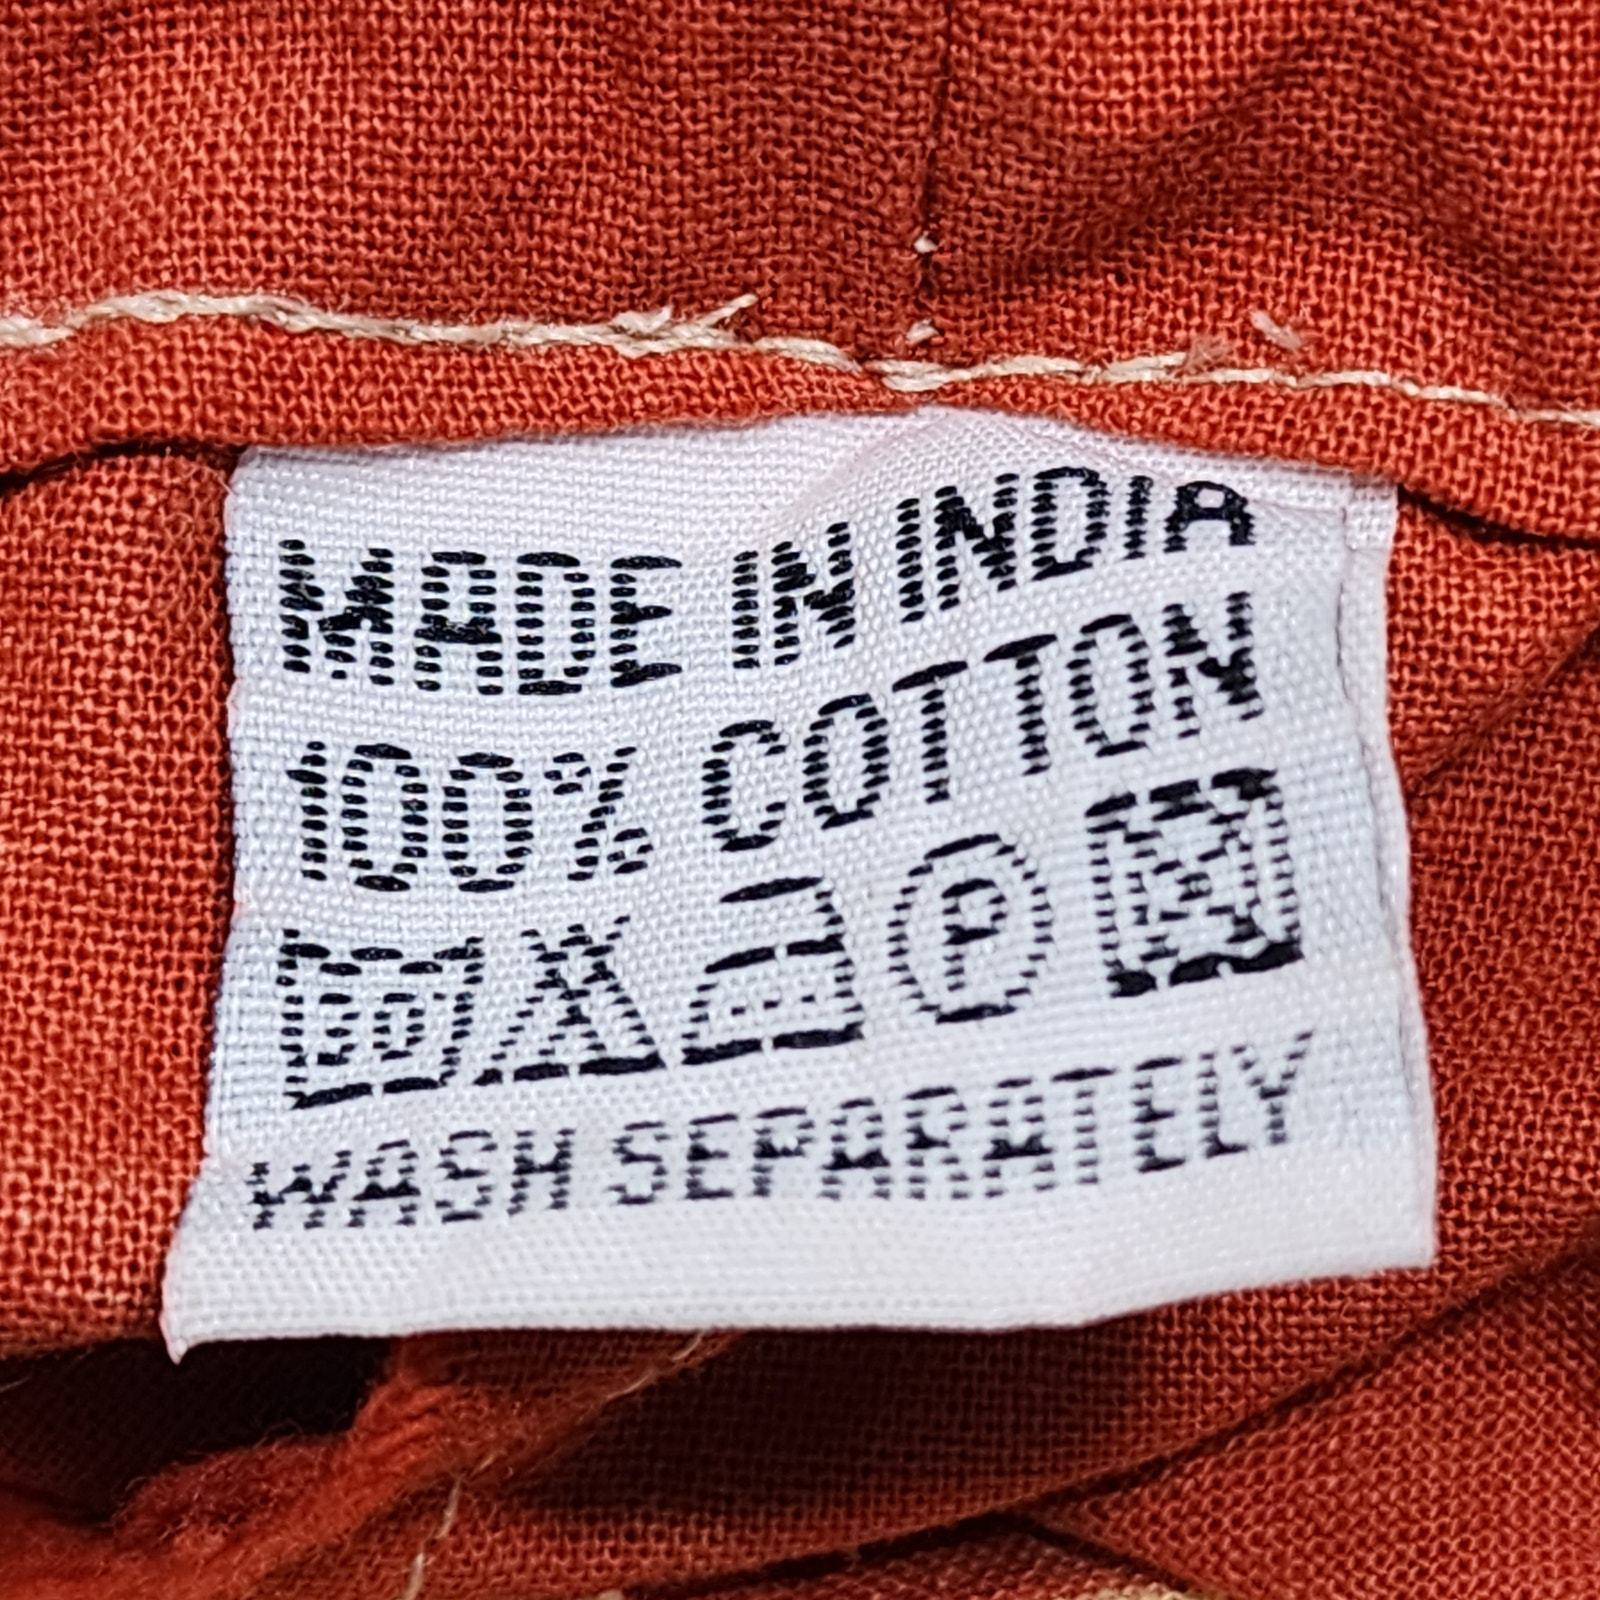 MADE IN INDIA
100% COTTON
P
WASH SEPARATELY